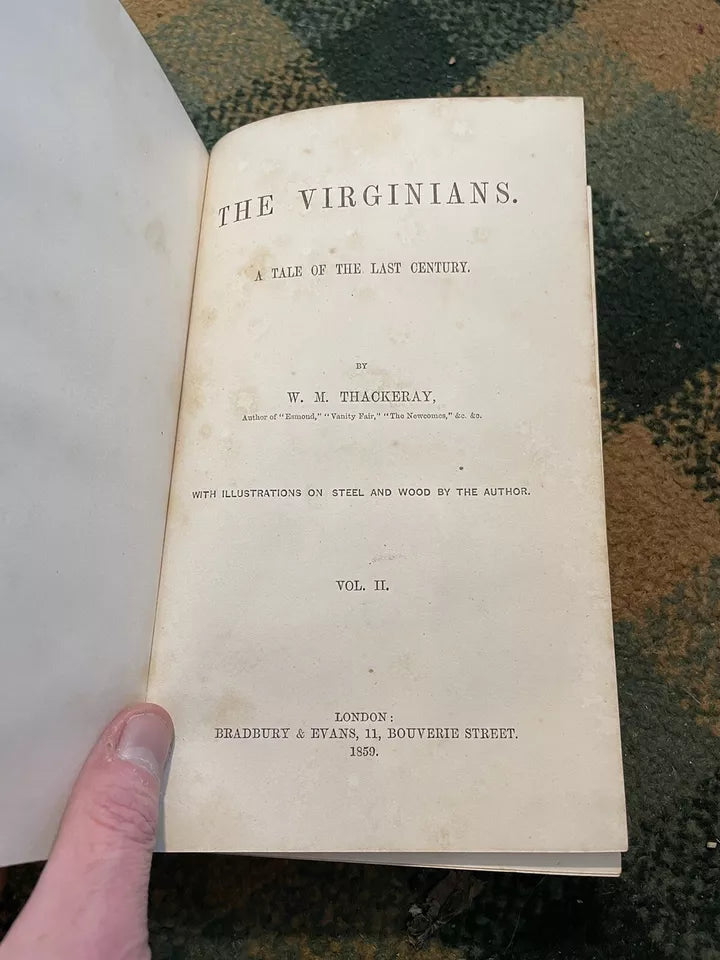 THE VIRGINIANS.
A TALE OF THE LAST CENTURY.
BY
W. M. THACKERAY,
Author of "Esmond," "Vanity Fair," "The Newcomes," &c. &c.
WITH ILLUSTRATIONS ON STEEL AND WOOD BY THE AUTHOR.
VOL. II.
LONDON:
BRADBURY & EVANS, 11, BOUVERIE STREET.
1859.